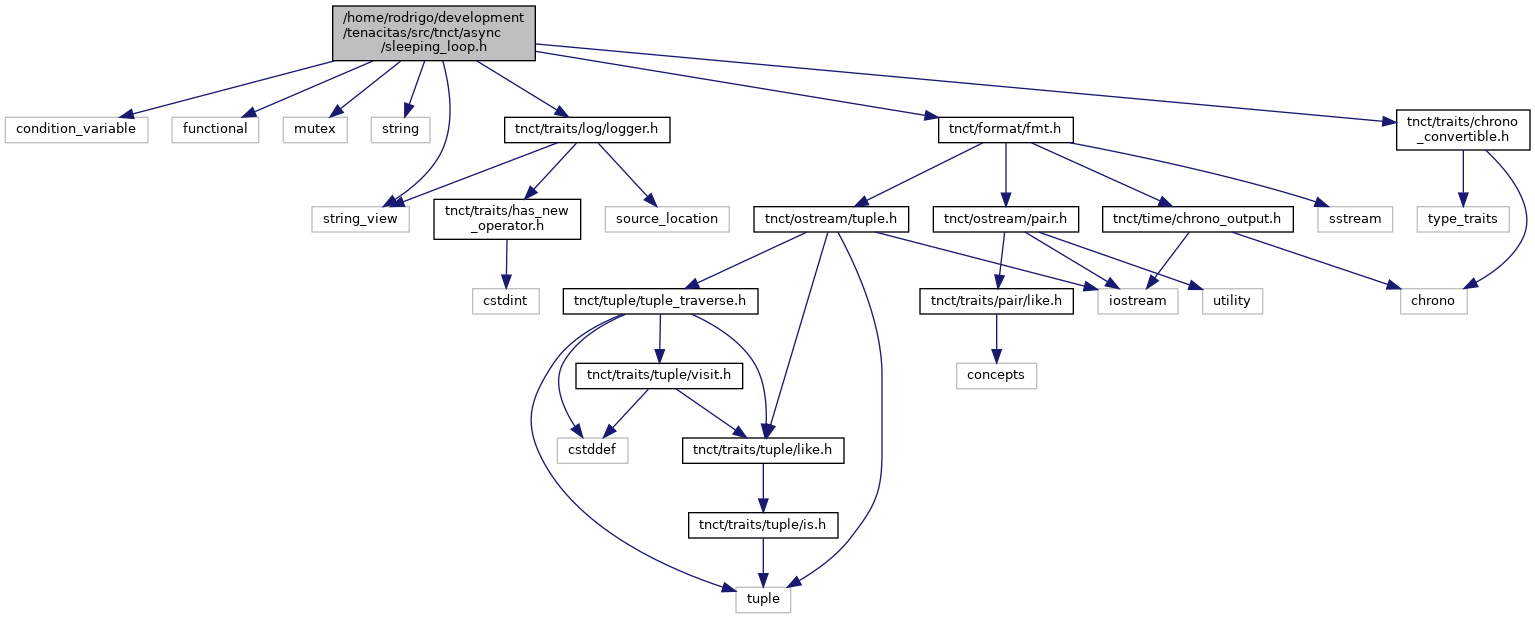 /home/rodrigo/development
/tenacitas/src/tnct/async
/sleeping_loop.h
condition_variable
functional
mutex
string
tnct/traits/log/logger.h
tnct/format/fmt.h
tnct/traits/chrono
_convertible.h
string_view
tnct/traits/has_new
_operator.h
source_location
tnct/ostream/tuple.h
tnct/ostream/pair.h
tnct/time/chrono_output.h
sstream
type_traits
cstdint
tnct/tuple/tuple_traverse.h
tnct/traits/pair/like.h
iostream
utility
chrono
tnct/traits/tuple/visit.h
concepts
cstddef
tnct/traits/tuple/like.h
tnct/traits/tuple/is.h
tuple